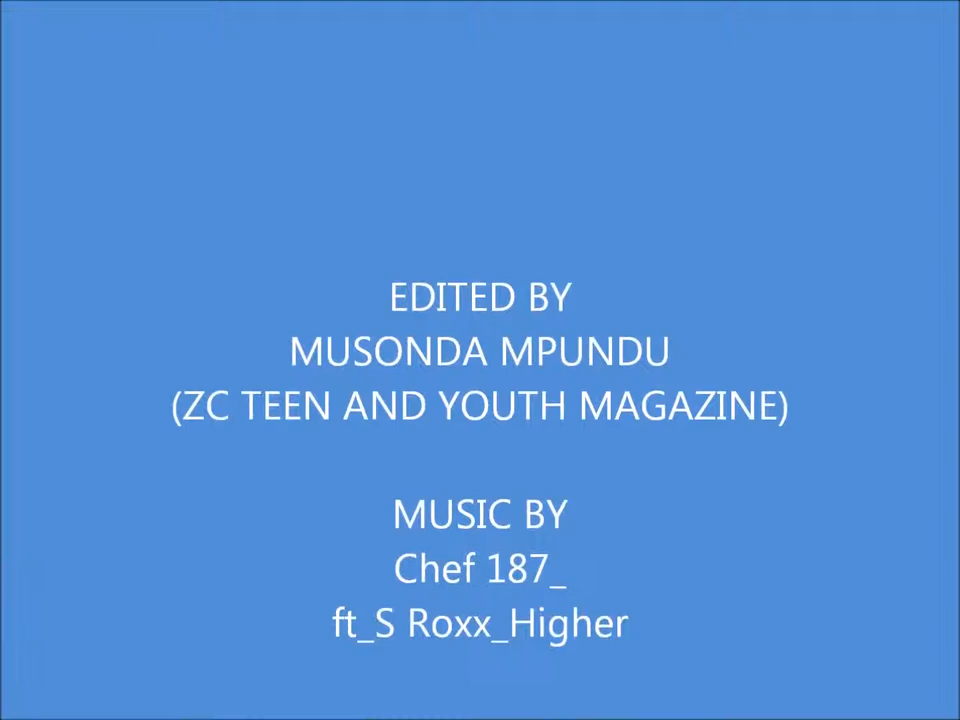 EDITED BY
MUSONDA MPUNDU
(ZC TEEN AND YOUTH MAGAZINE)
MUSIC BY
Chef 187_
ft_S Roxx_Higher